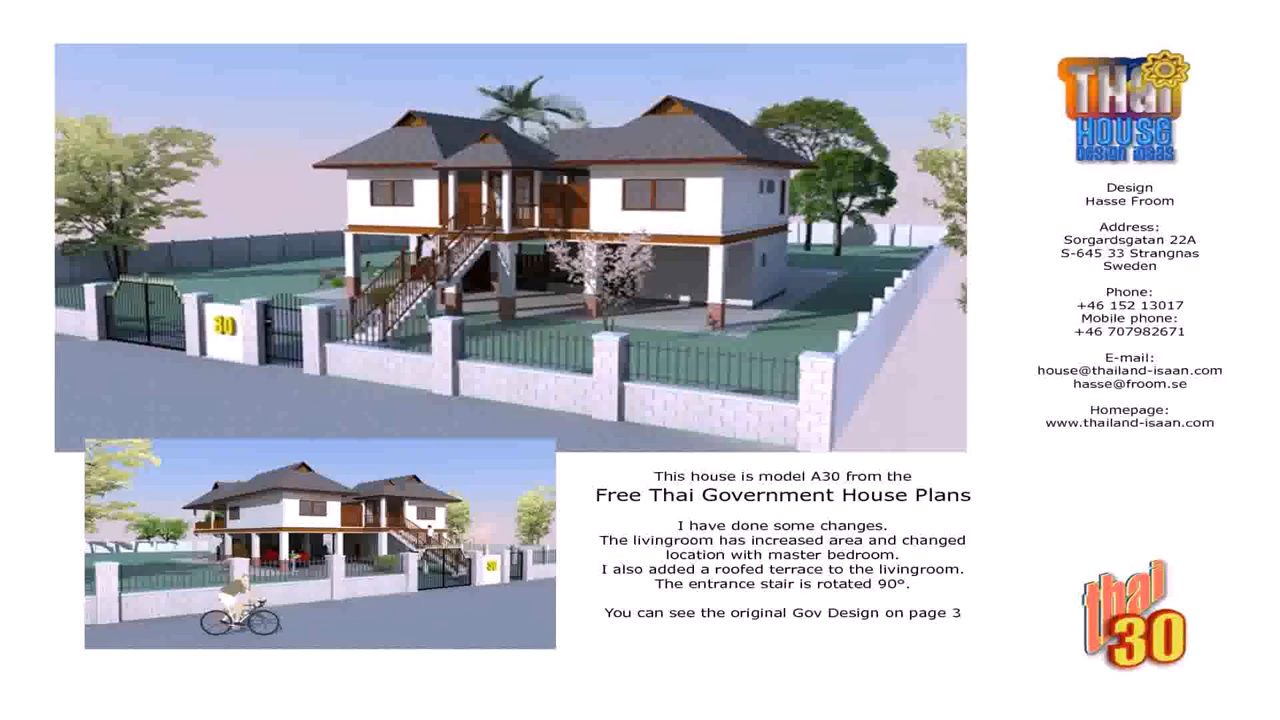 THai
HOUSE
Design ideas
Design
Hasse Froom
Address:
Sorgardsgatan 22A
S-645 33 Strangnas
Sweden
Phone:
+46 152 13017
Mobile phone:
+46 707982671
E-mail:
house@thailand-isaan.com
hasse@froom.se
Homepage:
www.thailand-isaan.com
30
30
This house is model A30 from the
Free Thai Government House Plans
I have done some changes.
The livingroom has increased area and changed
location with master bedroom.
I also added a roofed terrace to the livingroom.
The entrance stair is rotated 90°.
You can see the original Gov Design on page 3
thai
30